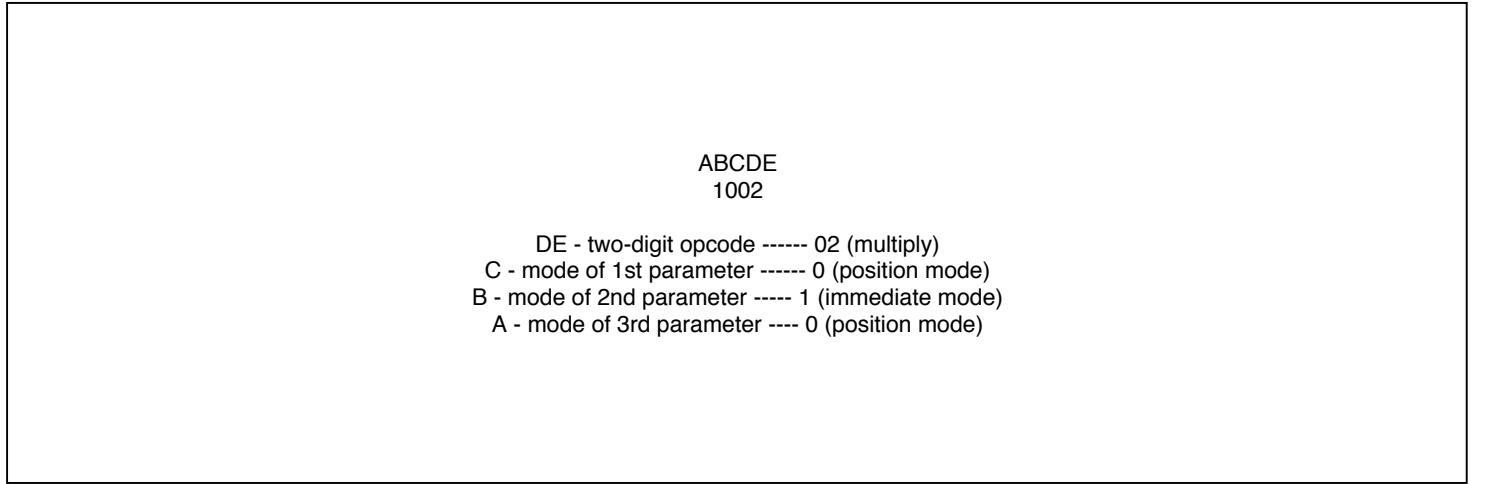 ABCDE
1002
DE - two-digit opcode ------ 02 (multiply)
C - mode of 1st parameter ------ 0 (position mode)
B - mode of 2nd parameter ----- 1 (immediate mode)
A - mode of 3rd parameter ---- 0 (position mode)